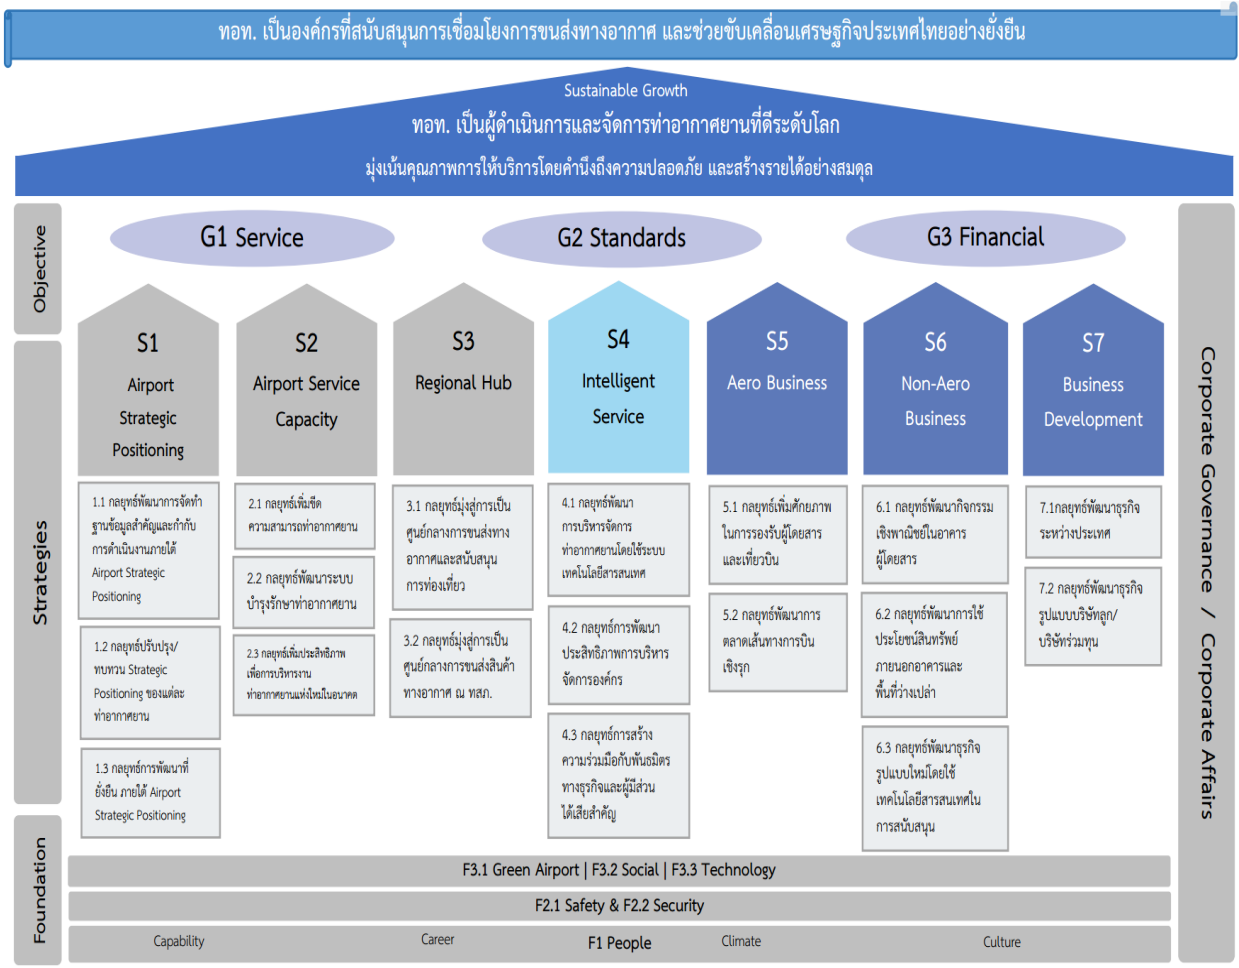 ทอท. เป็นองค์กรที่สนับสนุนการเชื่อมโยงการขนส่งทางอากาศ และช่วยขับเคลื่อนเศรษฐกิจประเทศไทยอย่างยั่งยืน
Sustainable Growth
ทอท. เป็นผู้ดำเนินการและจัดการท่าอากาศยานที่ดีระดับโลก
มุ่งเน้นคุณภาพการให้บริการโดยคำนึงถึงความปลอดภัย และสร้างรายได้อย่างสมดุล
Objective
G1 Service
G2 Standards
G3 Financial
Strategies
S1
Airport
Strategic
Positioning
1.1 กลยุทธ์พัฒนาการจัดทำ
ฐานข้อมูลสำคัญและกำกับ
การดำเนินงานภายใต้
Airport Strategic
Positioning
1.2 กลยุทธ์ปรับปรุง/
ทบทวน Strategic
Positioning ของแต่ละ
ท่าอากาศยาน
1.3 กลยุทธ์การพัฒนาที่
ยั่งยืน ภายใต้ Airport
Strategic Positioning
S2
Airport Service
Capacity
2.1 กลยุทธ์เพิ่มขีด
ความสามารถท่าอากาศยาน
2.2 กลยุทธ์พัฒนาระบบ
บำรุงรักษาท่าอากาศยาน
2.3 กลยุทธ์เพิ่มประสิทธิภาพ
เพื่อการบริหารงาน
ท่าอากาศยานแห่งใหม่ในอนาคต
S3
Regional Hub
3.1 กลยุทธ์มุ่งสู่การเป็น
ศูนย์กลางการขนส่งทาง
อากาศและสนับสนุน
การท่องเที่ยว
3.2 กลยุทธ์มุ่งสู่การเป็น
ศูนย์กลางการขนส่งสินค้า
ทางอากาศ ณ ทสภ.
S4
Intelligent
Service
4.1 กลยุทธ์พัฒนา
การบริหารจัดการ
ท่าอากาศยานโดยใช้ระบบ
เทคโนโลยีสารสนเทศ
4.2 กลยุทธ์การพัฒนา
ประสิทธิภาพการบริหาร
จัดการองค์กร
4.3 กลยุทธ์การสร้าง
ความร่วมมือกับพันธมิตร
ทางธุรกิจและผู้มีส่วน
ได้เสียสำคัญ
S5
Aero Business
5.1 กลยุทธ์เพิ่มศักยภาพ
ในการรองรับผู้โดยสาร
และเที่ยวบิน
5.2 กลยุทธ์พัฒนาการ
ตลาดเส้นทางการบิน
เชิงรุก
S6
Non-Aero
Business
6.1 กลยุทธ์พัฒนากิจกรรม
เชิงพาณิชย์ในอาคาร
ผู้โดยสาร
6.2 กลยุทธ์พัฒนาการใช้
ประโยชน์สินทรัพย์
ภายนอกอาคารและ
พื้นที่ว่างเปล่า
6.3 กลยุทธ์พัฒนาธุรกิจ
รูปแบบใหม่โดยใช้
เทคโนโลยีสารสนเทศใน
การสนับสนุน
S7
Business
Development
7.1กลยุทธ์พัฒนาธุรกิจ
ระหว่างประเทศ
7.2 กลยุทธ์พัฒนาธุรกิจ
รูปแบบบริษัทลูก/
บริษัทร่วมทุน
Corporate Governance / Corporate Affairs
Foundation
F3.1 Green Airport | F3.2 Social | F3.3 Technology
F2.1 Safety & F2.2 Security
Capability Career F1 People Climate Culture